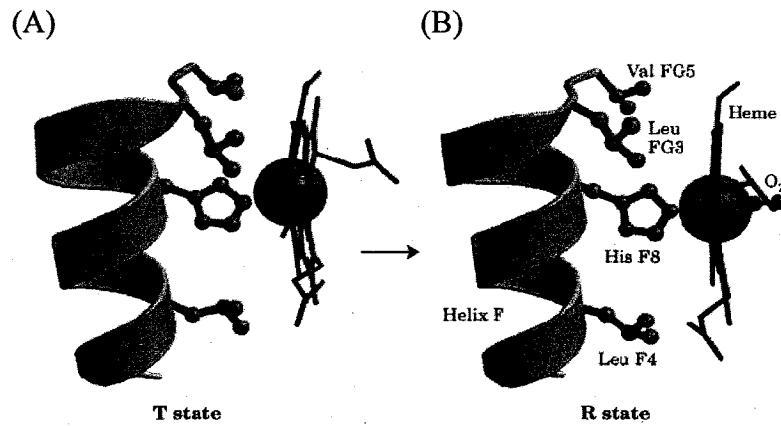 (A)
(B)
Val FG5
Leu
FG3
Heme
O₂
His F8
Helix F
Leu F4
T state
R state